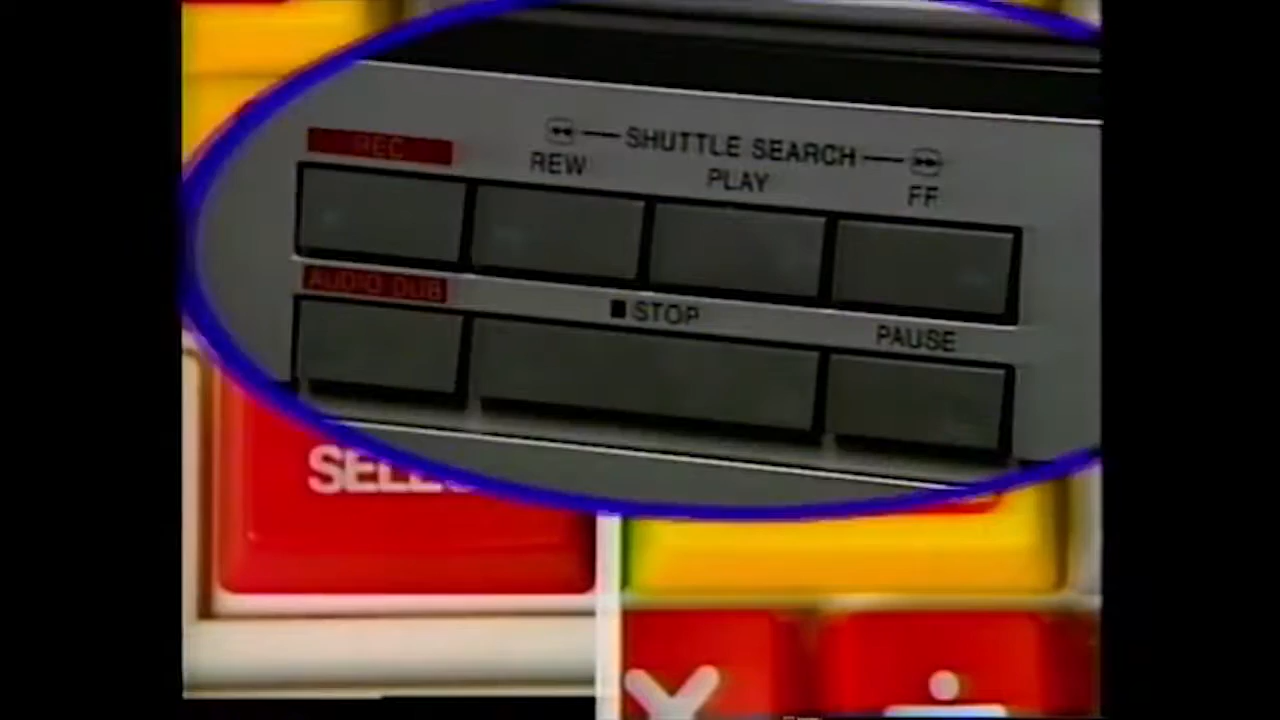 SHUTTLE SEARCH
REC
REW
PLAY
FF
AUDIO DUB
STOP
PAUSE